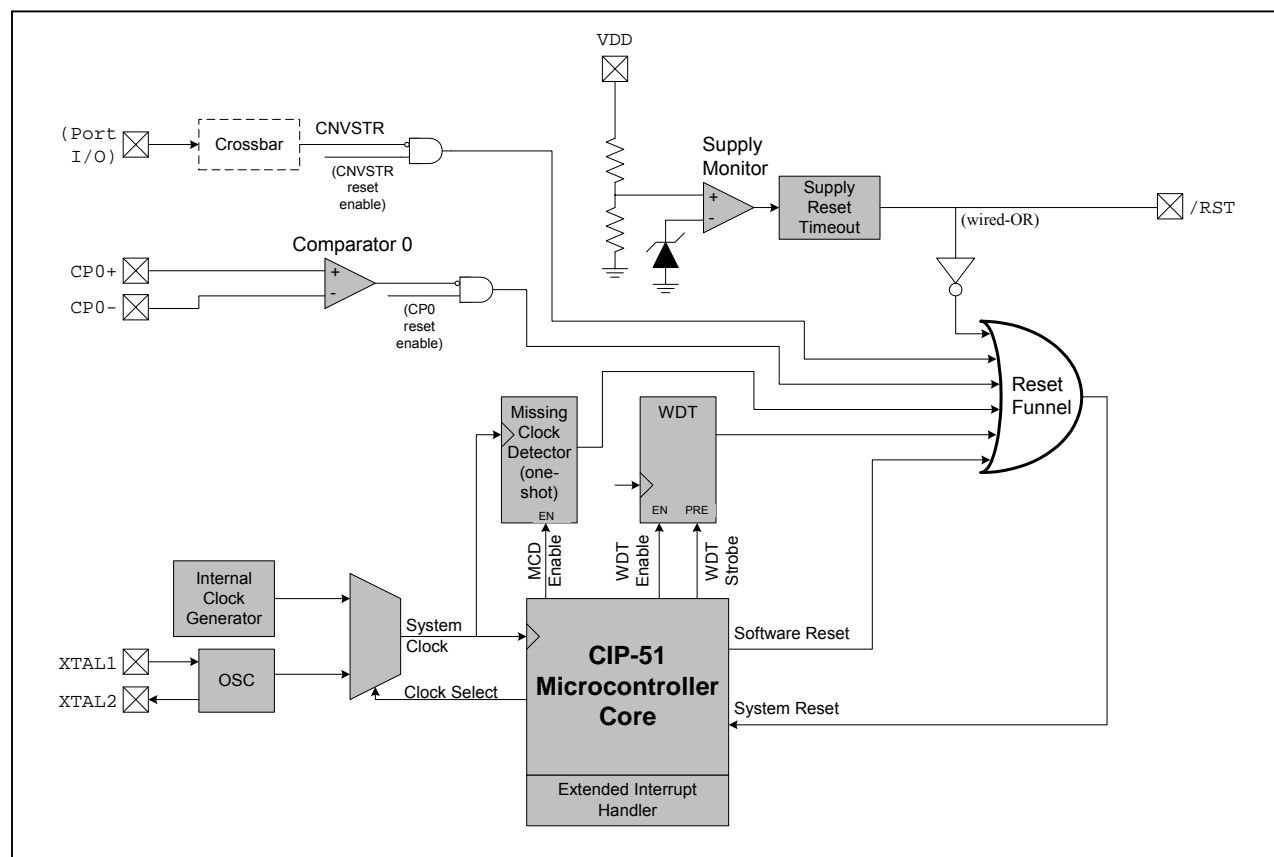 VDD
(Port
I/O)
Crossbar
CNVSTR
(CNVSTR
reset
enable)
Supply
Monitor
+
-
Supply
Reset
Timeout
(wired-OR)
/RST
Comparator 0
CP0+
CP0-
+
-
(CP0
reset
enable)
Reset
Funnel
Missing
Clock
Detector
(one-
shot)
EN
WDT
EN
PRE
MCD
Enable
WDT
Enable
WDT
Strobe
Internal
Clock
Generator
System
Clock
XTAL1
XTAL2
OSC
Clock Select
CIP-51
Microcontroller
Core
Software Reset
System Reset
Extended Interrupt
Handler